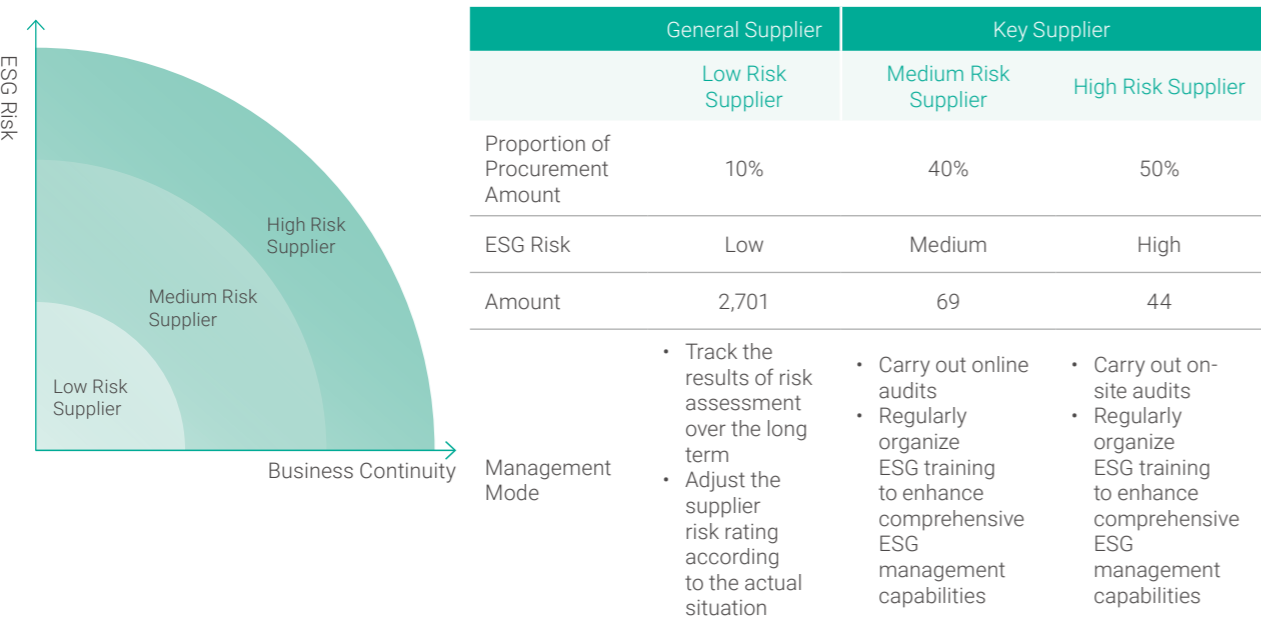 ESG Risk
High Risk
Supplier
Medium Risk
Supplier
Low Risk
Supplier
Business Continuity
General Supplier
Key Supplier
Low Risk
Supplier
Medium Risk
Supplier
High Risk Supplier
Proportion of
Procurement
Amount
10%
40%
50%
ESG Risk
Low
Medium
High
Amount
2,701
69
44
Management
Mode
• Track the
results of risk
assessment
over the long
term
• Adjust the
supplier
risk rating
according
to the actual
situation
• Carry out online
audits
• Regularly
organize
ESG training
to enhance
comprehensive
ESG
management
capabilities
• Carry out on-
site audits
• Regularly
organize
ESG training
to enhance
comprehensive
ESG
management
capabilities